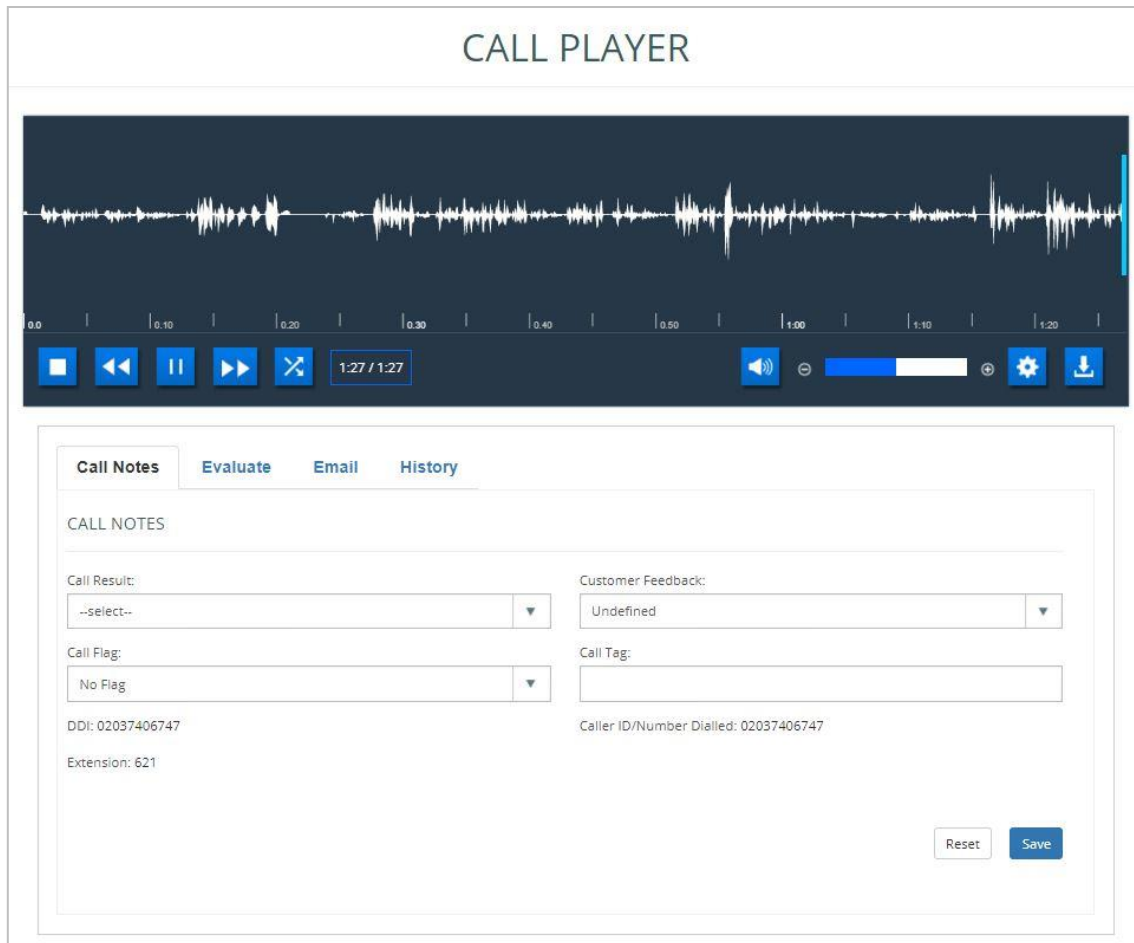 CALL PLAYER
0.0 0.10 0.20 0.30 0.40 0.50 1:00 1:10 1:20
1:27 / 1:27
Call Notes Evaluate Email History
CALL NOTES
Call Result: Customer Feedback:
--select-- Undefined
Call Flag: Call Tag:
No Flag
DDI: 02037406747 Caller ID/Number Dialled: 02037406747
Extension: 621
Reset Save